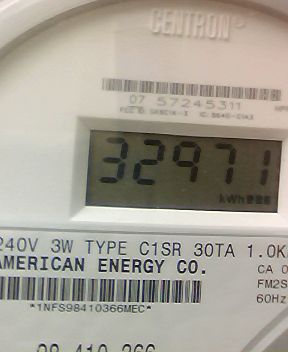 CENTRON
07 57245311
32971
kWh
240V 3W TYPE C1SR 30TA 1.0K
AMERICAN ENERGY CO.
CA 0
FM2S
60Hz
*1NFS98410366MEC*